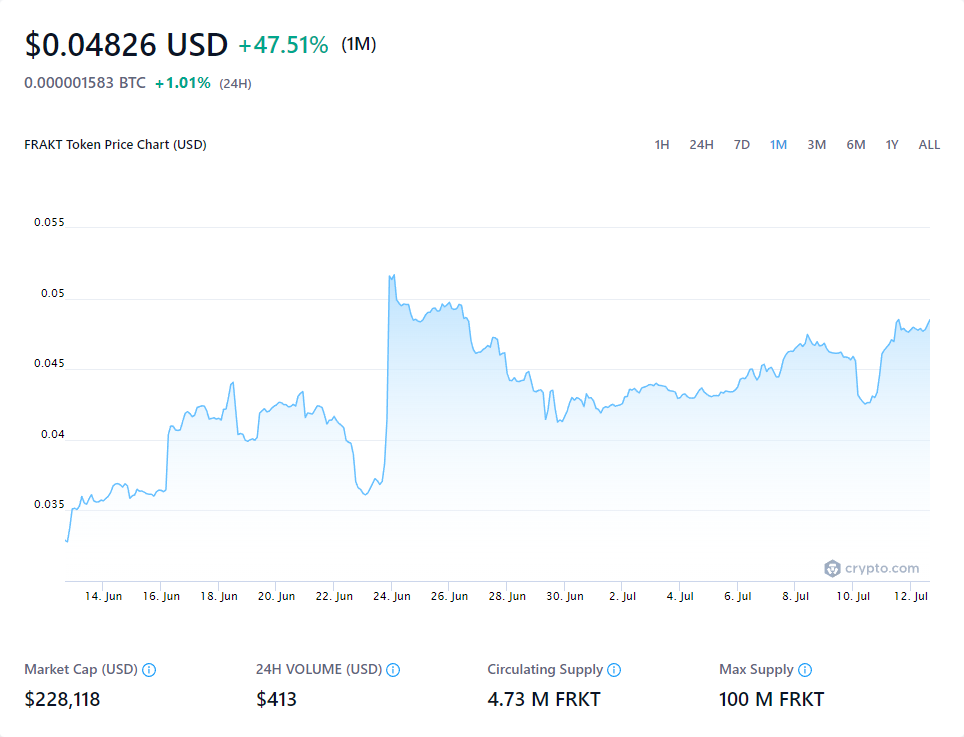 $0.04826 USD +47.51% (1M)
0.000001583 BTC +1.01% (24H)
FRAKT Token Price Chart (USD) 1H 24H 7D 1M 3M 6M 1Y ALL
0.055
0.05
0.045
0.04
0.035
crypto.com
14. Jun 16. Jun 18. Jun 20. Jun 22. Jun 24. Jun 26. Jun 28. Jun 30. Jun 2. Jul 4. Jul 6. Jul 8. Jul 10. Jul 12. Jul
Market Cap (USD) 24H VOLUME (USD) Circulating Supply Max Supply
$228,118 $413 4.73 M FRKT 100 M FRKT